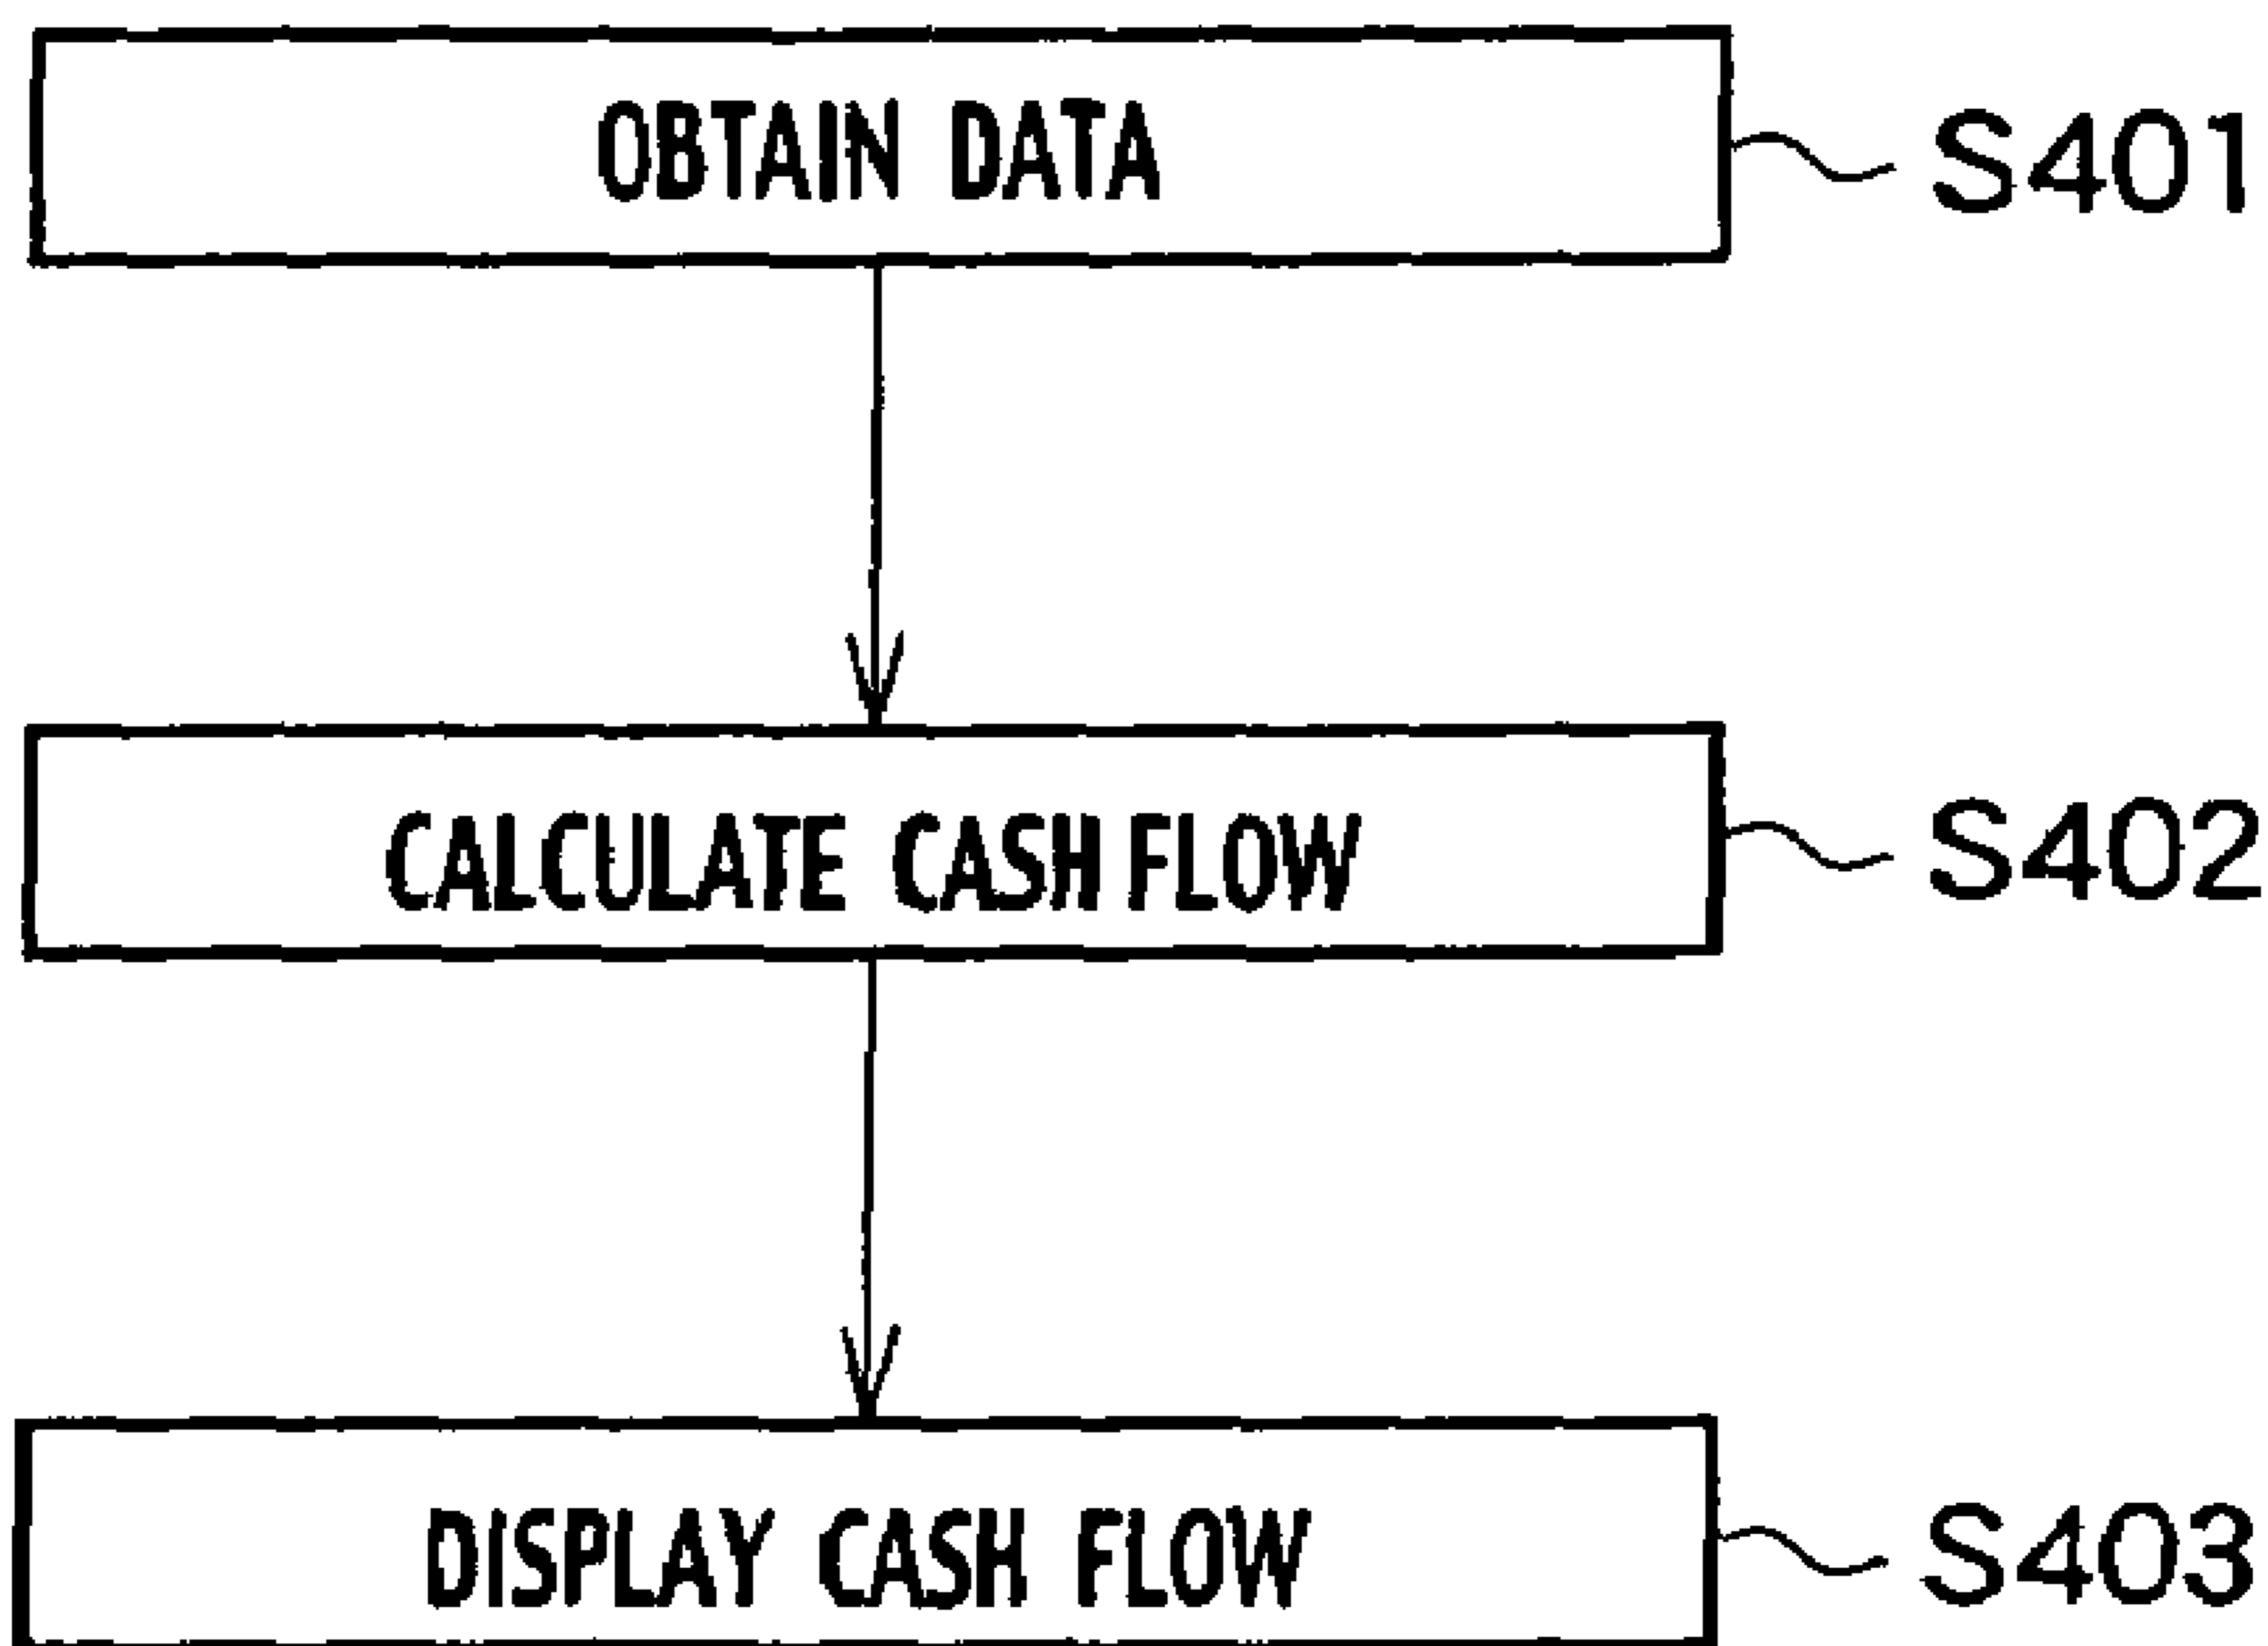 OBTAIN DATA
S401
CALCULATE CASH FLOW
S402
DISPLAY CASH FLOW
S403